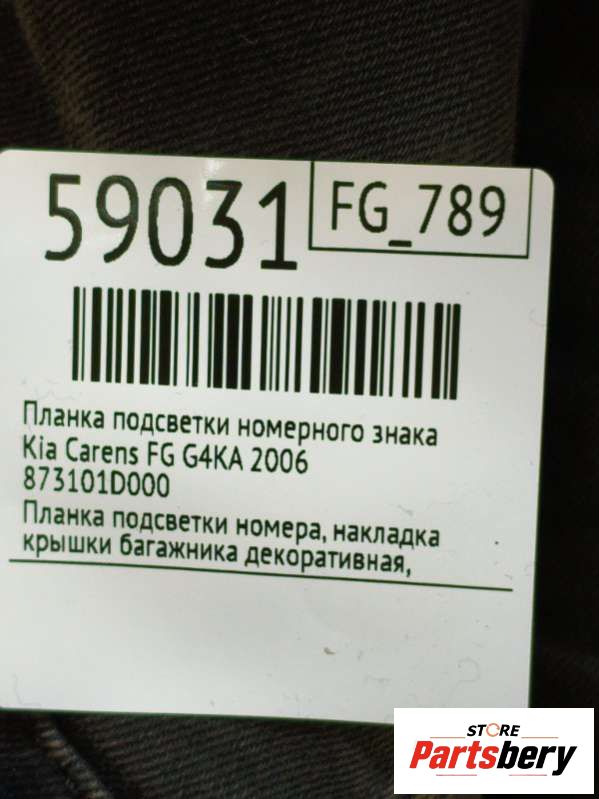 59031
FG_789
Планка подсветки номерного знака
Kia Carens FG G4KA 2006
873101D000
Планка подсветки номера, накладка
крышки багажника декоративная,
STORE
Partsbery